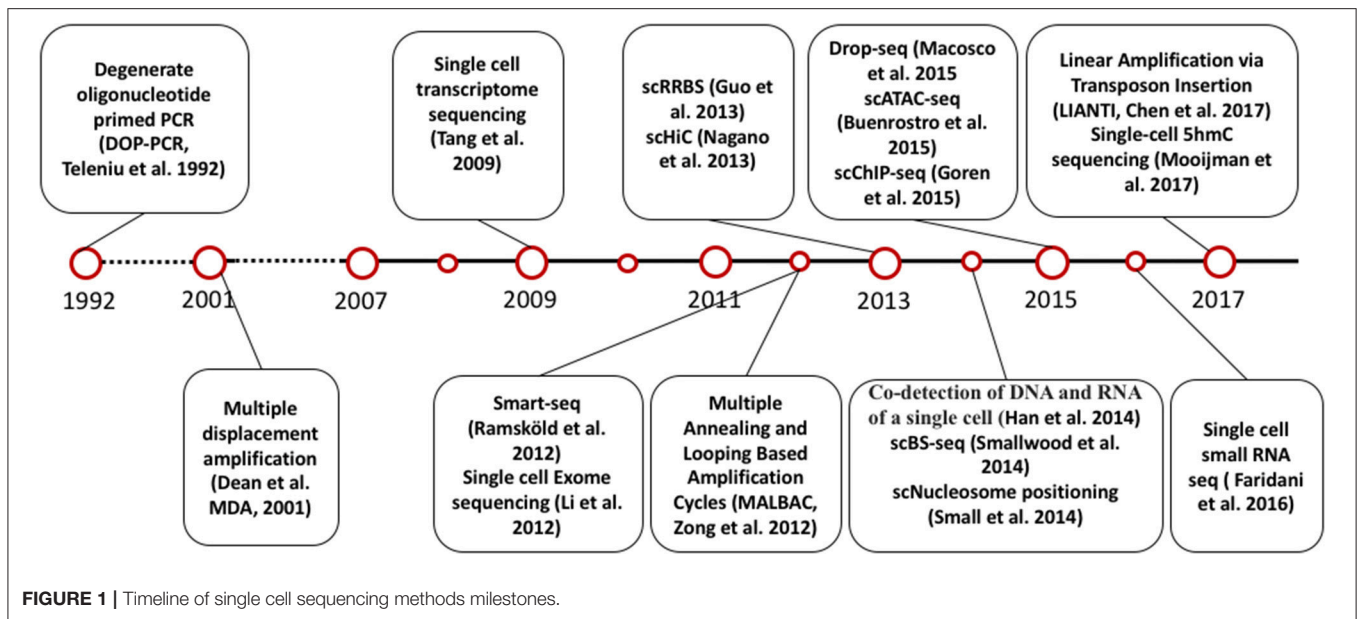 Degenerate
oligonucleotide
primed PCR
(DOP-PCR,
Teleniu et al. 1992)
Single cell
transcriptome
sequencing
(Tang et al.
2009)
scRRBS (Guo et
al. 2013)
scHiC (Nagano
et al. 2013)
Drop-seq (Macosco
et al. 2015
scATAC-seq
(Buenrostro et al.
2015)
scChIP-seq (Goren
et al. 2015)
Linear Amplification via
Transposon Insertion
(LIANTI, Chen et al. 2017)
Single-cell 5hmC
sequencing (Mooijman et
al. 2017)
1992
2001
2007
2009
2011
2013
2015
2017
Multiple
displacement
amplification
(Dean et al.
MDA, 2001)
Smart-seq
(Ramsköld et al.
2012)
Single cell Exome
sequencing (Li et al.
2012)
Multiple
Annealing and
Looping Based
Amplification
Cycles (MALBAC,
Zong et al. 2012)
Co-detection of DNA and RNA
of a single cell (Han et al. 2014)
scBS-seq (Smallwood et al.
2014)
scNucleosome positioning
(Small et al. 2014)
Single cell
small RNA
seq ( Faridani
et al. 2016)
FIGURE 1 | Timeline of single cell sequencing methods milestones.